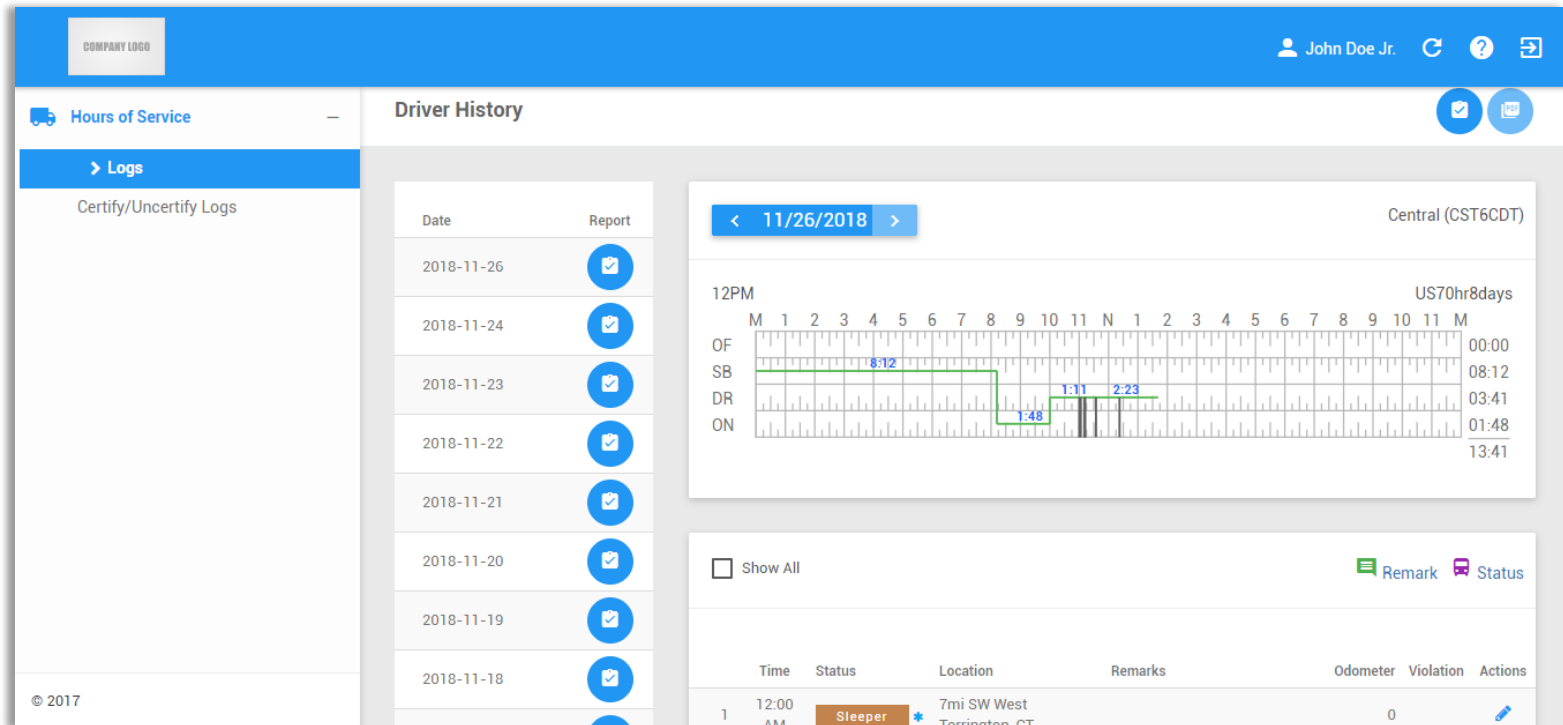 COMPANY LOGO
John Doe Jr.
Hours of Service
Logs
Certify/Uncertify Logs
© 2017
Driver History
PDF
Date Report
2018-11-26
2018-11-24
2018-11-23
2018-11-22
2018-11-21
2018-11-20
2018-11-19
2018-11-18
11/26/2018
Central (CST6CDT)
12PM US70hr8days
M 1 2 3 4 5 6 7 8 9 10 11 N 1 2 3 4 5 6 7 8 9 10 11 M
OF 00:00
SB 8:12 08:12
DR 1:11 2:23 03:41
ON 1:48 01:48
13:41
Show All Remark Status
Time Status Location Remarks Odometer Violation Actions
1 12:00 AM Sleeper * 7mi SW West Torrington, CT 0